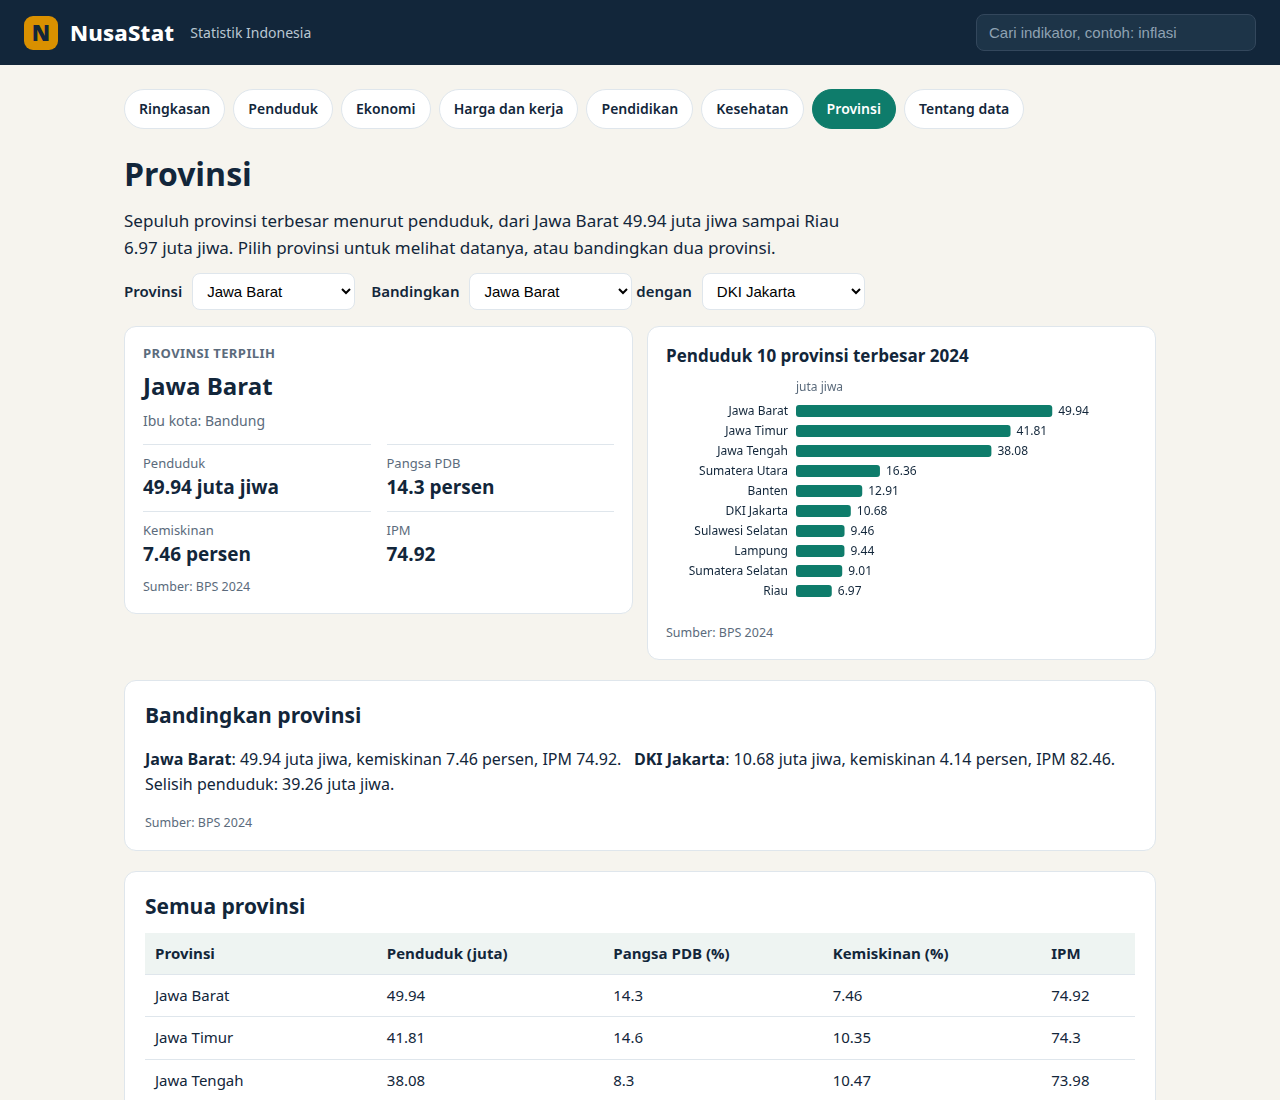 N NusaStat Statistik Indonesia Cari indikator, contoh: inflasi
Ringkasan Penduduk Ekonomi Harga dan kerja Pendidikan Kesehatan Provinsi Tentang data
Provinsi
Sepuluh provinsi terbesar menurut penduduk, dari Jawa Barat 49.94 juta jiwa sampai Riau
6.97 juta jiwa. Pilih provinsi untuk melihat datanya, atau bandingkan dua provinsi.
Provinsi Jawa Barat Bandingkan Jawa Barat dengan DKI Jakarta
PROVINSI TERPILIH
Jawa Barat
Ibu kota: Bandung
Penduduk Pangsa PDB
49.94 juta jiwa 14.3 persen
Kemiskinan IPM
7.46 persen 74.92
Sumber: BPS 2024
Penduduk 10 provinsi terbesar 2024
juta jiwa
Jawa Barat 49.94
Jawa Timur 41.81
Jawa Tengah 38.08
Sumatera Utara 16.36
Banten 12.91
DKI Jakarta 10.68
Sulawesi Selatan 9.46
Lampung 9.44
Sumatera Selatan 9.01
Riau 6.97
Sumber: BPS 2024
Bandingkan provinsi
Jawa Barat: 49.94 juta jiwa, kemiskinan 7.46 persen, IPM 74.92. DKI Jakarta: 10.68 juta jiwa, kemiskinan 4.14 persen, IPM 82.46.
Selisih penduduk: 39.26 juta jiwa.
Sumber: BPS 2024
Semua provinsi
Provinsi Penduduk (juta) Pangsa PDB (%) Kemiskinan (%) IPM
Jawa Barat 49.94 14.3 7.46 74.92
Jawa Timur 41.81 14.6 10.35 74.3
Jawa Tengah 38.08 8.3 10.47 73.98